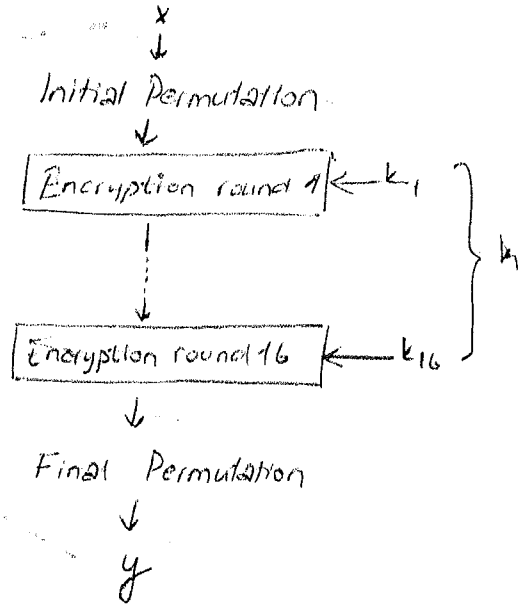 x
Initial Permutation
Encryption round 1 k1
k
Encryption round 16 k16
Final Permutation
y